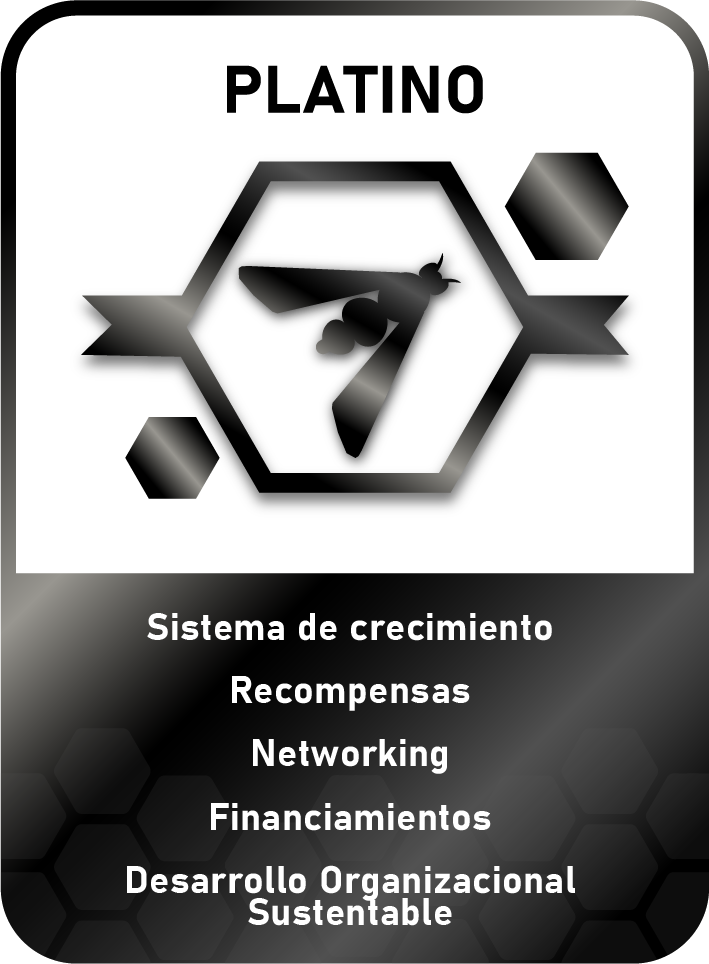 PLATINO
Sistema de crecimiento
Recompensas
Networking
Financiamientos
Desarrollo Organizacional
Sustentable